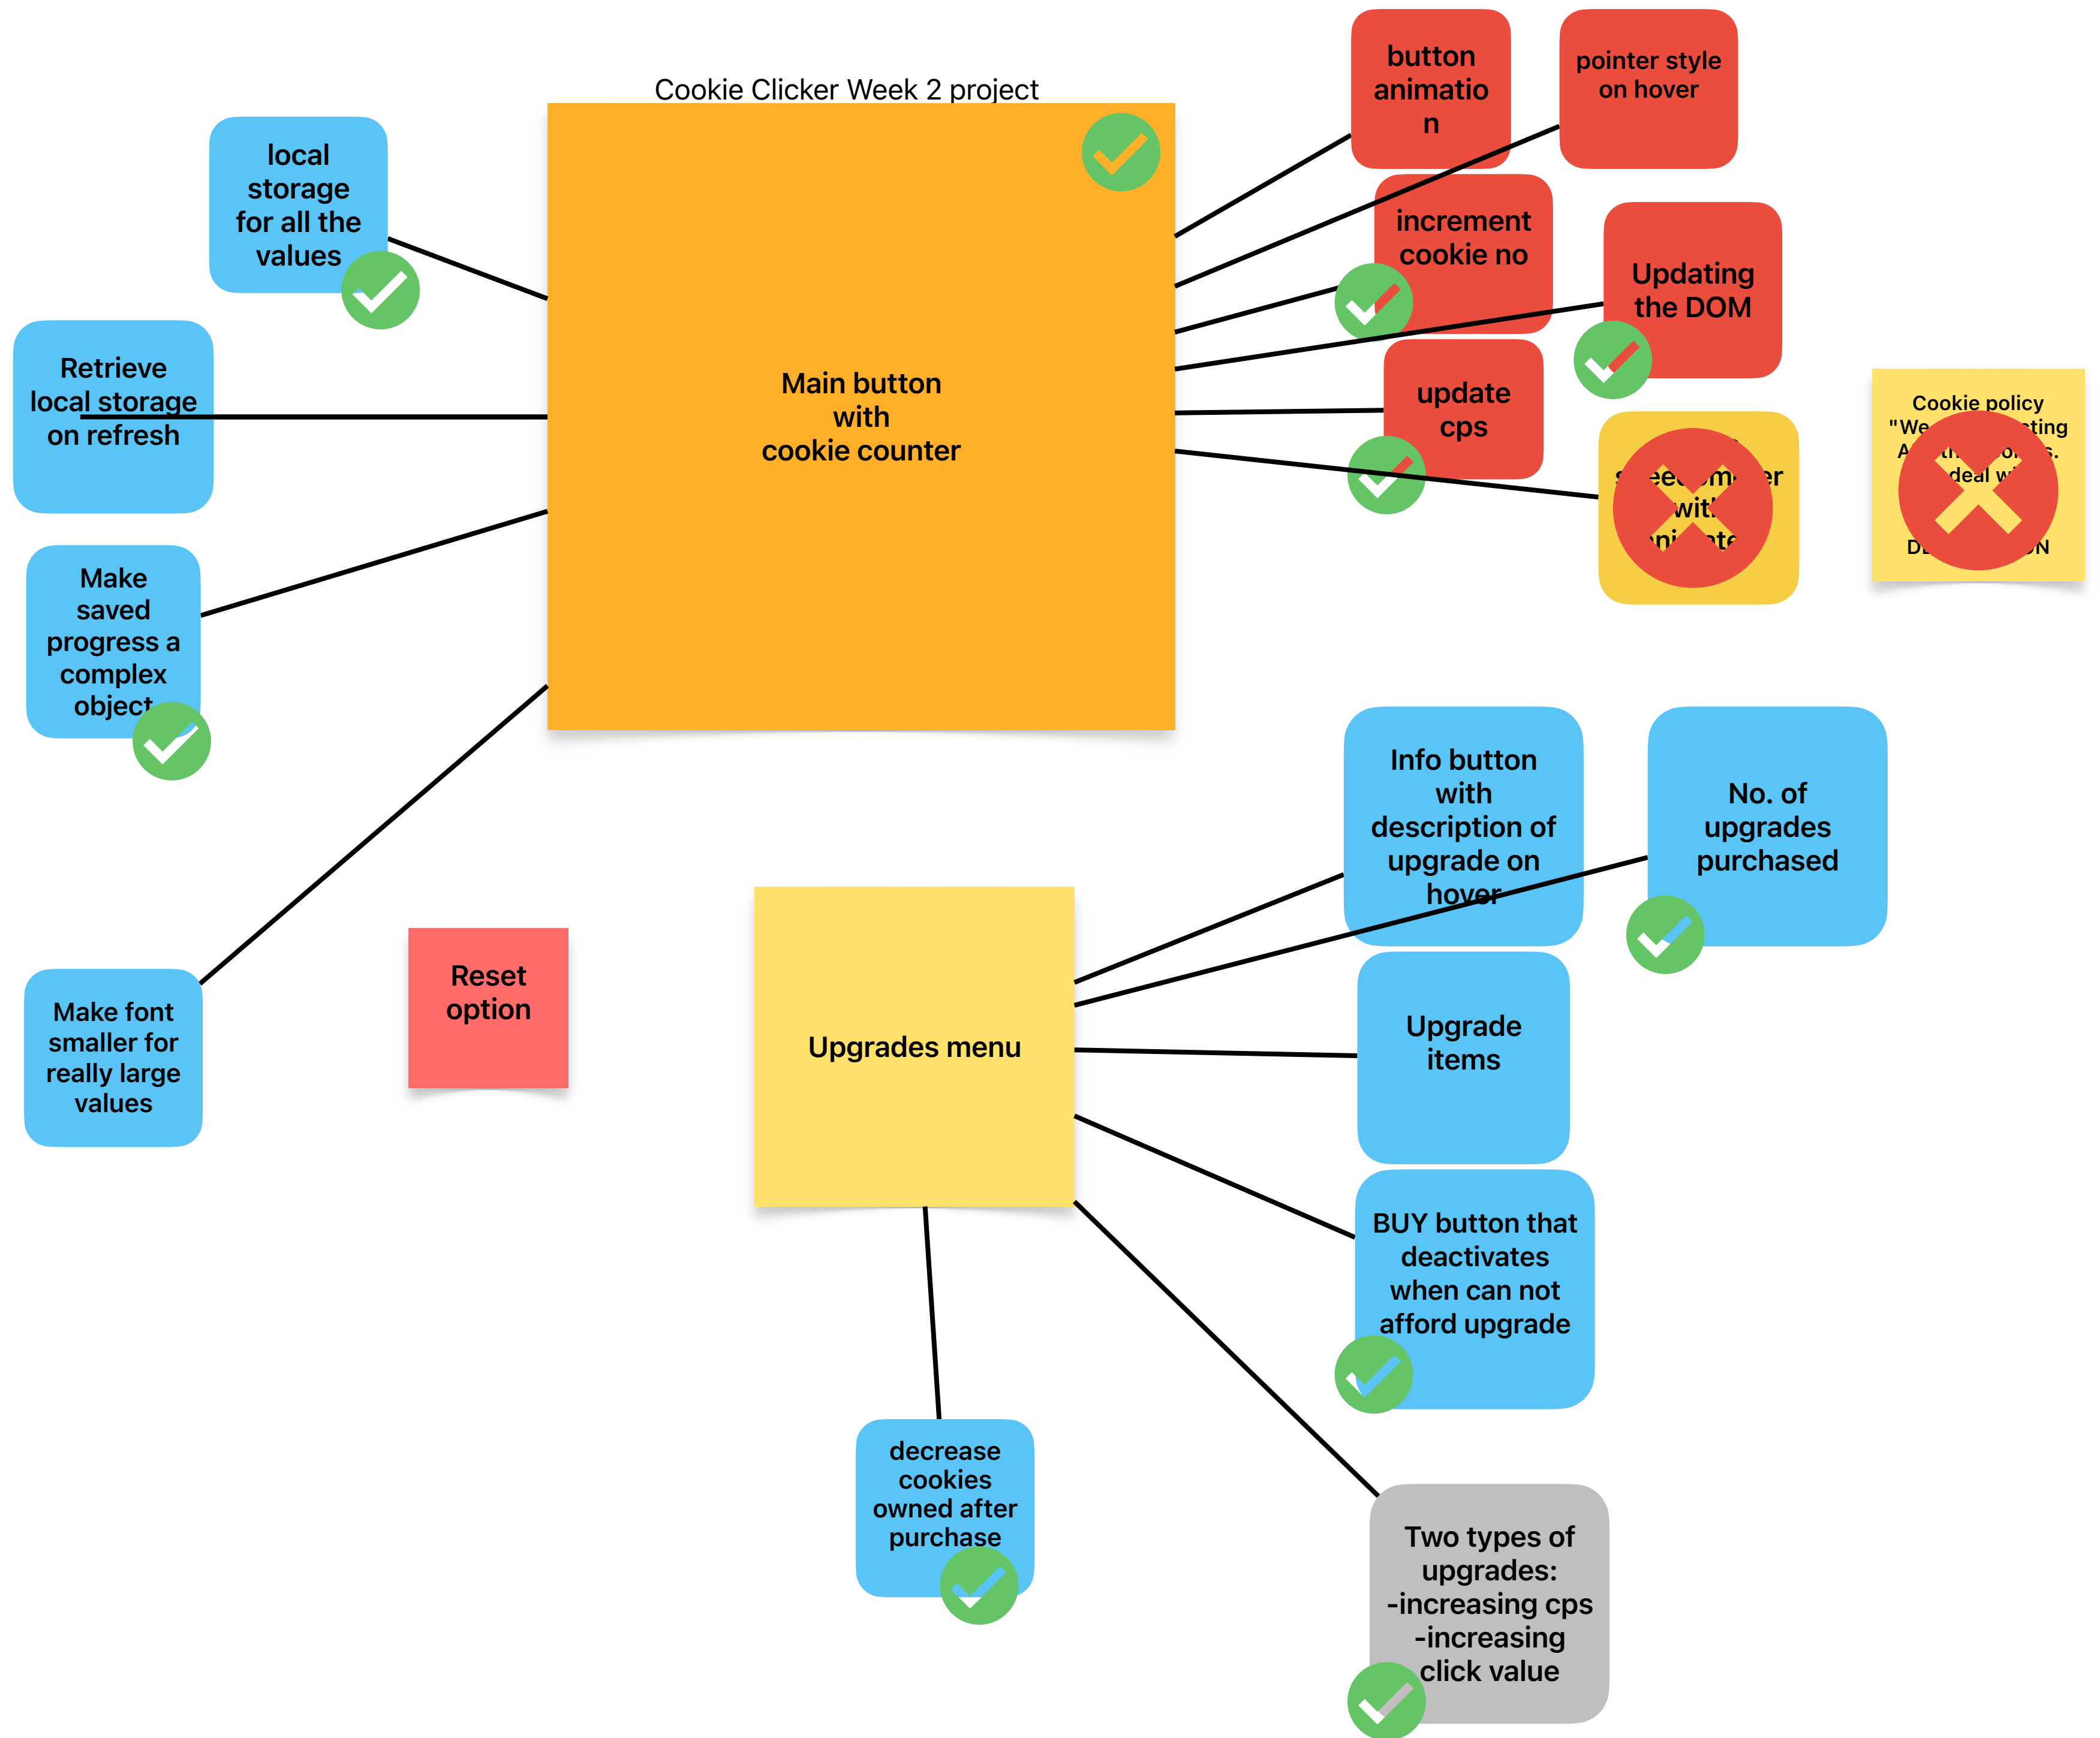 Cookie Clicker Week 2 project
Main button
with
cookie counter
local
storage
for all the
values
Retrieve
local storage
on refresh
Make
saved
progress a
complex
object
Make font
smaller for
really large
values
Reset
option
button
animatio
n
pointer style
on hover
increment
cookie no
Updating
the DOM
update
cps
with
Cookie policy
"We
deal
Upgrades menu
Info button
with
description of
upgrade on
hover
No. of
upgrades
purchased
Upgrade
items
BUY button that
deactivates
when can not
afford upgrade
decrease
cookies
owned after
purchase
Two types of
upgrades:
-increasing cps
-increasing
click value